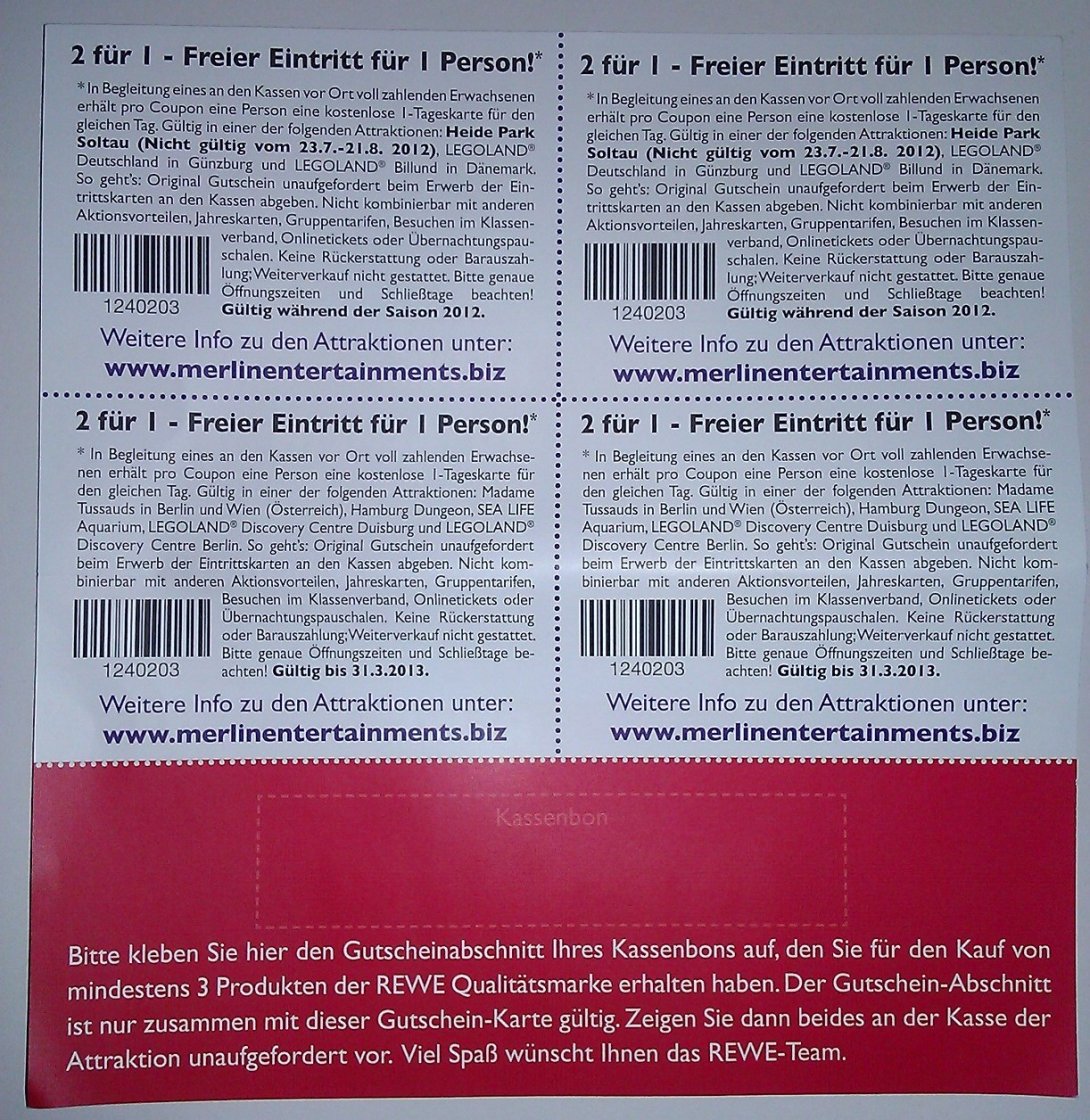 2 für 1 - Freier Eintritt für 1 Person!*
*In Begleitung eines an den Kassen vor Ort voll zahlenden Erwachsenen
erhält pro Coupon eine Person eine kostenlose 1-Tageskarte für den
gleichen Tag. Gültig in einer der folgenden Attraktionen: Heide Park
Soltau (Nicht gültig vom 23.7.-21.8. 2012), LEGOLAND®
Deutschland in Günzburg und LEGOLAND® Billund in Dänemark.
So geht's: Original Gutschein unaufgefordert beim Erwerb der Ein-
trittskarten an den Kassen abgeben. Nicht kombinierbar mit anderen
Aktionsvorteilen, Jahreskarten, Gruppentarifen, Besuchen im Klassen-
verband, Onlinetickets oder Übernachtungspau-
schalen. Keine Rückerstattung oder Barauszah-
lung; Weiterverkauf nicht gestattet. Bitte genaue
Öffnungszeiten und Schließtage beachten!
Gültig während der Saison 2012.
1240203
Weitere Info zu den Attraktionen unter:
www.merlinentertainments.biz
2 für 1 - Freier Eintritt für 1 Person!*
*In Begleitung eines an den Kassen vor Ort voll zahlenden Erwachsenen
erhält pro Coupon eine Person eine kostenlose 1-Tageskarte für den
gleichen Tag. Gültig in einer der folgenden Attraktionen: Heide Park
Soltau (Nicht gültig vom 23.7.-21.8. 2012), LEGOLAND®
Deutschland in Günzburg und LEGOLAND® Billund in Dänemark.
So geht's: Original Gutschein unaufgefordert beim Erwerb der Ein-
trittskarten an den Kassen abgeben. Nicht kombinierbar mit anderen
Aktionsvorteilen, Jahreskarten, Gruppentarifen, Besuchen im Klassen-
verband, Onlinetickets oder Übernachtungspau-
schalen. Keine Rückerstattung oder Barauszah-
lung; Weiterverkauf nicht gestattet. Bitte genaue
Öffnungszeiten und Schließtage beachten!
Gültig während der Saison 2012.
1240203
Weitere Info zu den Attraktionen unter:
www.merlinentertainments.biz
2 für 1 - Freier Eintritt für 1 Person!*
* In Begleitung eines an den Kassen vor Ort voll zahlenden Erwachse-
nen erhält pro Coupon eine Person eine kostenlose 1-Tageskarte für
den gleichen Tag. Gültig in einer der folgenden Attraktionen: Madame
Tussauds in Berlin und Wien (Österreich), Hamburg Dungeon, SEA LIFE
Aquarium, LEGOLAND® Discovery Centre Duisburg und LEGOLAND®
Discovery Centre Berlin. So geht's: Original Gutschein unaufgefordert
beim Erwerb der Eintrittskarten an den Kassen abgeben. Nicht kom-
binierbar mit anderen Aktionsvorteilen, Jahreskarten, Gruppentarifen,
Besuchen im Klassenverband, Onlinetickets oder
Übernachtungspauschalen. Keine Rückerstattung
oder Barauszahlung; Weiterverkauf nicht gestattet.
Bitte genaue Öffnungszeiten und Schließtage be-
achten! Gültig bis 31.3.2013.
1240203
Weitere Info zu den Attraktionen unter:
www.merlinentertainments.biz
2 für 1 - Freier Eintritt für 1 Person!*
* In Begleitung eines an den Kassen vor Ort voll zahlenden Erwachse-
nen erhält pro Coupon eine Person eine kostenlose 1-Tageskarte für
den gleichen Tag. Gültig in einer der folgenden Attraktionen: Madame
Tussauds in Berlin und Wien (Österreich), Hamburg Dungeon, SEA LIFE
Aquarium, LEGOLAND® Discovery Centre Duisburg und LEGOLAND®
Discovery Centre Berlin. So geht's: Original Gutschein unaufgefordert
beim Erwerb der Eintrittskarten an den Kassen abgeben. Nicht kom-
binierbar mit anderen Aktionsvorteilen, Jahreskarten, Gruppentarifen,
Besuchen im Klassenverband, Onlinetickets oder
Übernachtungspauschalen. Keine Rückerstattung
oder Barauszahlung; Weiterverkauf nicht gestattet.
Bitte genaue Öffnungszeiten und Schließtage be-
achten! Gültig bis 31.3.2013.
1240203
Weitere Info zu den Attraktionen unter:
www.merlinentertainments.biz
Kassenbon
Bitte kleben Sie hier den Gutscheinabschnitt Ihres Kassenbons auf, den Sie für den Kauf von
mindestens 3 Produkten der REWE Qualitätsmarke erhalten haben. Der Gutschein-Abschnitt
ist nur zusammen mit dieser Gutschein-Karte gültig. Zeigen Sie dann beides an der Kasse der
Attraktion unaufgefordert vor. Viel Spaß wünscht Ihnen das REWE-Team.